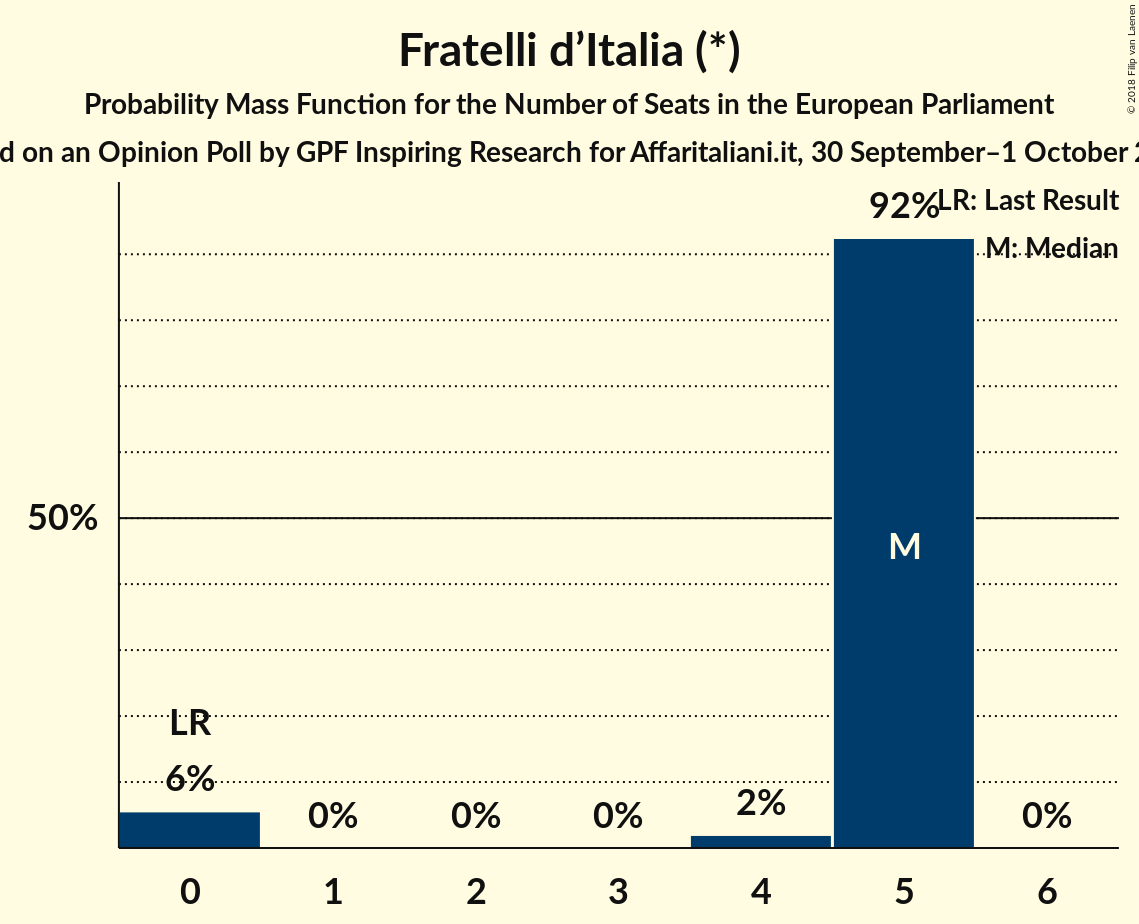 Fratelli d’Italia (*)
Probability Mass Function for the Number of Seats in the European Parliament
on an Opinion Poll by GPF Inspiring Research for Affaritaliani.it, 30 September–1 October
© 2018 Filip van Laenen
LR: Last Result
M: Median
92%
50%
M
LR
6%
0%
0%
0%
2%
0%
0
1
2
3
4
5
6